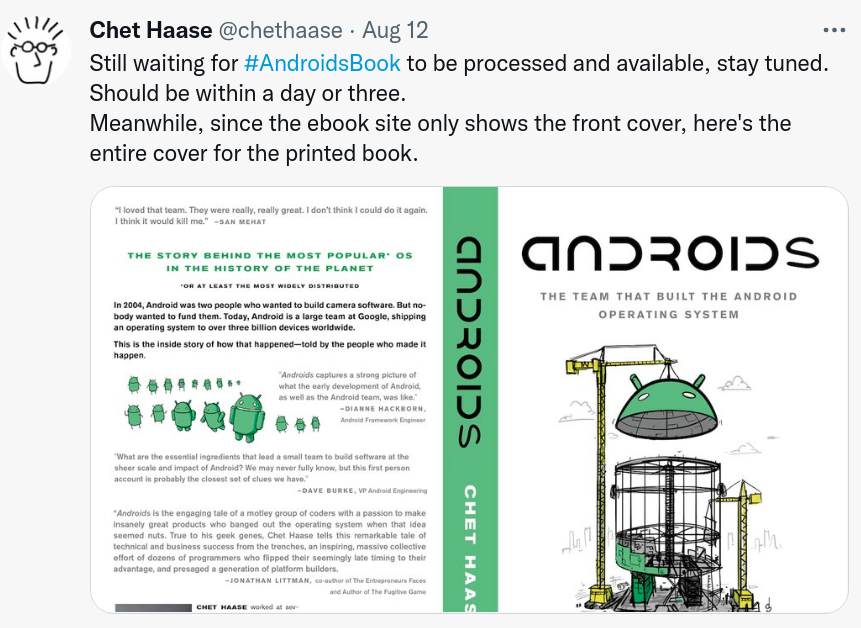 Chet Haase @chethaase · Aug 12
Still waiting for #AndroidsBook to be processed and available, stay tuned.
Should be within a day or three.
Meanwhile, since the ebook site only shows the front cover, here's the
entire cover for the printed book.
"I loved that team. They were really, really great. I don't think I could do it again.
I think it would kill me." –SAN MEHAT
THE STORY BEHIND THE MOST POPULAR* OS
IN THE HISTORY OF THE PLANET
*OR AT LEAST THE MOST WIDELY DISTRIBUTED
In 2004, Android was two people who wanted to build camera software. But no-
body wanted to fund them. Today, Android is a large team at Google, shipping
an operating system to over three billion devices worldwide.
This is the inside story of how that happened—told by the people who made it
happen.
"Androids captures a strong picture of
what the early development of Android,
as well as the Android team, was like."
–DIANNE HACKBORN,
Android Framework Engineer
"What are the essential ingredients that lead a small team to build software at the
sheer scale and impact of Android? We may never fully know, but this first person
account is probably the closest set of clues we have."
–DAVE BURKE, VP Android Engineering
"Androids is the engaging tale of a motley group of coders with a passion to make
insanely great products who banged out the operating system when that idea
seemed nuts. True to his geek genes, Chet Haase tells this remarkable tale of
technical and business success from the trenches, an inspiring, massive collective
effort of dozens of programmers who flipped their seemingly late timing to their
advantage, and presaged a generation of platform builders.
–JONATHAN LITTMAN, co-author of The Entrepreneurs Faces
and Author of The Fugitive Game
CHET HAASE worked at sev-
ANDROIDS
CHET HAAS
ANDROIDS
THE TEAM THAT BUILT THE ANDROID
OPERATING SYSTEM